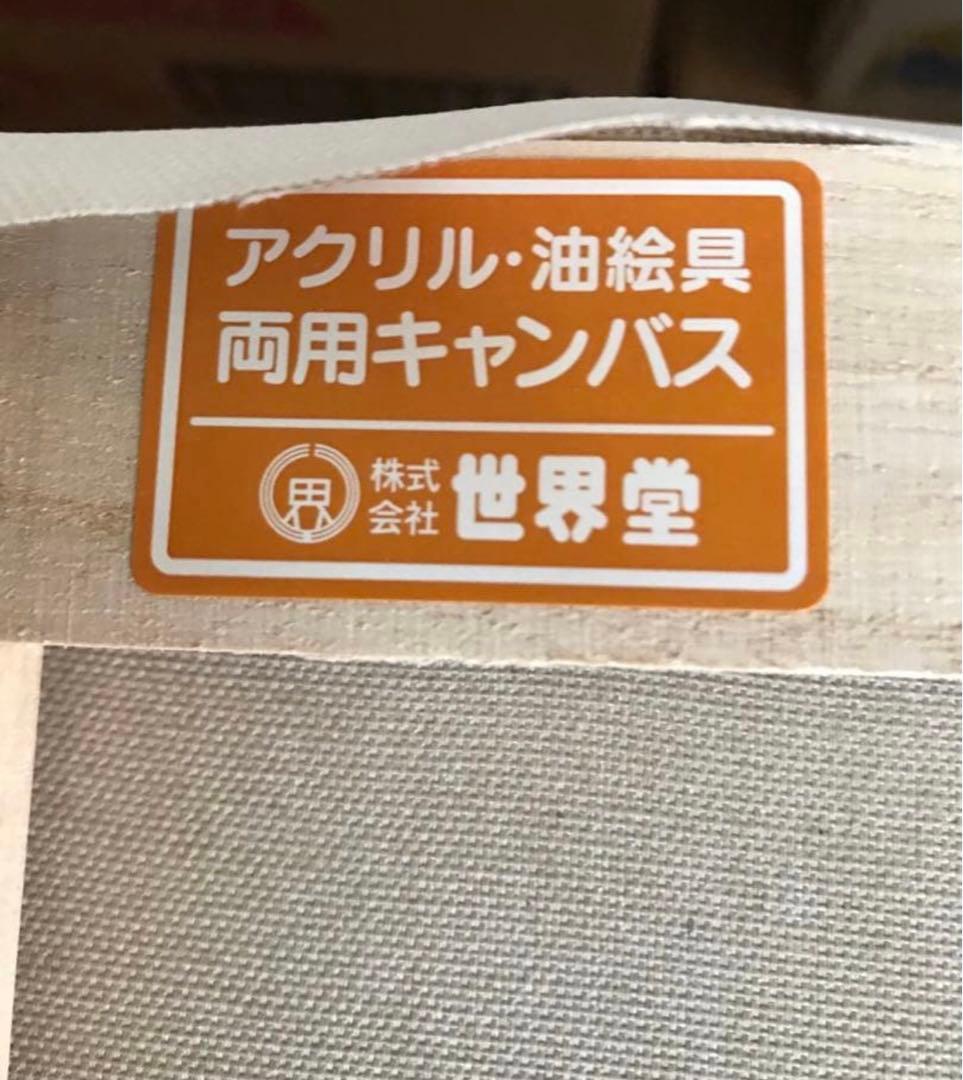 アクリル・油絵具
両用キャンバス
界
株式
会社
世界堂